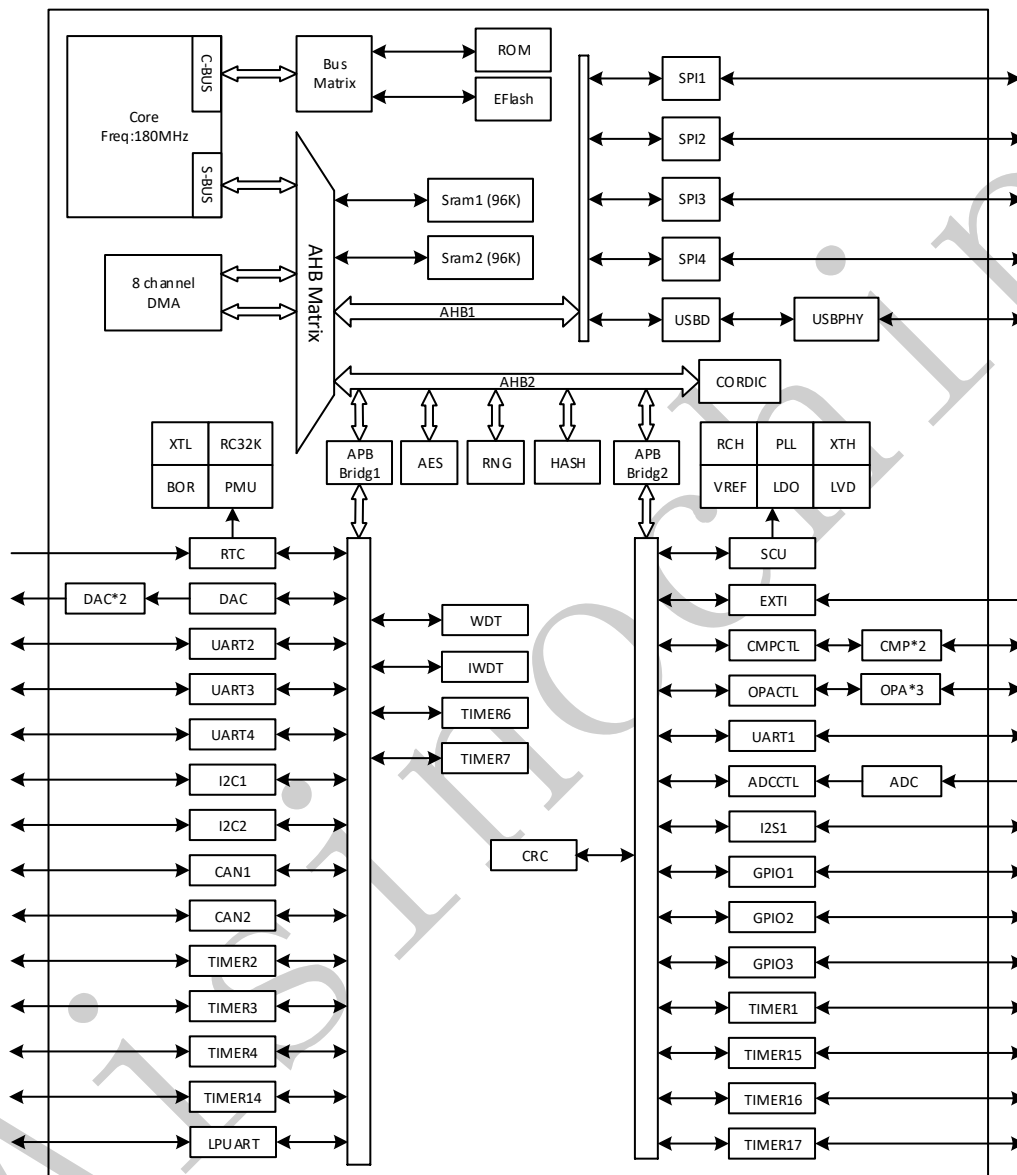 C-BUS
Core
Freq:180MHz
S-BUS
Bus
Matrix
ROM
EFlash
SPI1
SPI2
SPI3
SPI4
USBD
USBPHY
8 channel
DMA
AHB Matrix
Sram1 (96K)
Sram2 (96K)
AHB1
AHB2
CORDIC
XTL
RC32K
BOR
PMU
APB
Bridg1
AES
RNG
HASH
APB
Bridg2
RCH
PLL
XTH
VREF
LDO
LVD
RTC
DAC*2
DAC
UART2
UART3
UART4
I2C1
I2C2
CAN1
CAN2
TIMER2
TIMER3
TIMER4
TIMER14
LPUART
WDT
IWDT
TIMER6
TIMER7
CRC
SCU
EXTI
CMPCTL
CMP*2
OPACTL
OPA*3
UART1
ADCCTL
ADC
I2S1
GPIO1
GPIO2
GPIO3
TIMER1
TIMER15
TIMER16
TIMER17
Aisinochip